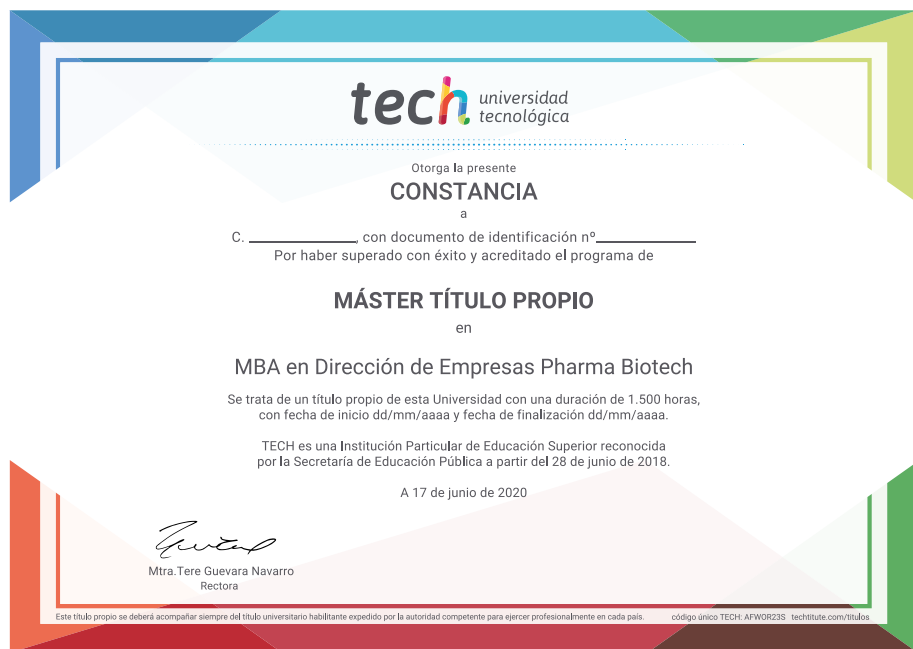 tech universidad
tecnológica
Otorga la presente
CONSTANCIA
a
C. ____________, con documento de identificación nº____________
Por haber superado con éxito y acreditado el programa de
MÁSTER TÍTULO PROPIO
en
MBA en Dirección de Empresas Pharma Biotech
Se trata de un título propio de esta Universidad con una duración de 1.500 horas,
con fecha de inicio dd/mm/aaaa y fecha de finalización dd/mm/aaaa.
TECH es una Institución Particular de Educación Superior reconocida
por la Secretaría de Educación Pública a partir del 28 de junio de 2018.
A 17 de junio de 2020
Mtra.Tere Guevara Navarro
Rectora
Este título propio se deberá acompañar siempre del título universitario habilitante expedido por la autoridad competente para ejercer profesionalmente en cada país. código único TECH: AFWOR23S techtitute.com/titulos